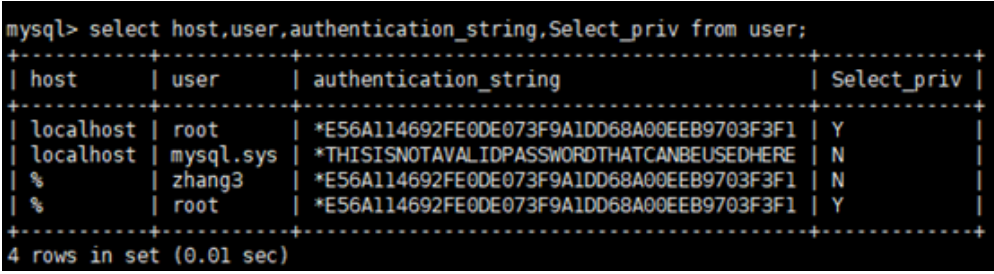 mysql> select host,user,authentication_string,Select_priv from user;
+-----------+-----------+-------------------------------------------+-------------+
| host      | user      | authentication_string                     | Select_priv |
+-----------+-----------+-------------------------------------------+-------------+
| localhost | root      | *E56A114692FE0DE073F9A1DD68A00EEB9703F3F1 | Y           |
| localhost | mysql.sys | *THISISNOTAVALIDPASSWORDTHATCANBEUSEDHERE | N           |
| %         | zhang3    | *E56A114692FE0DE073F9A1DD68A00EEB9703F3F1 | N           |
| %         | root      | *E56A114692FE0DE073F9A1DD68A00EEB9703F3F1 | Y           |
+-----------+-----------+-------------------------------------------+-------------+
4 rows in set (0.01 sec)